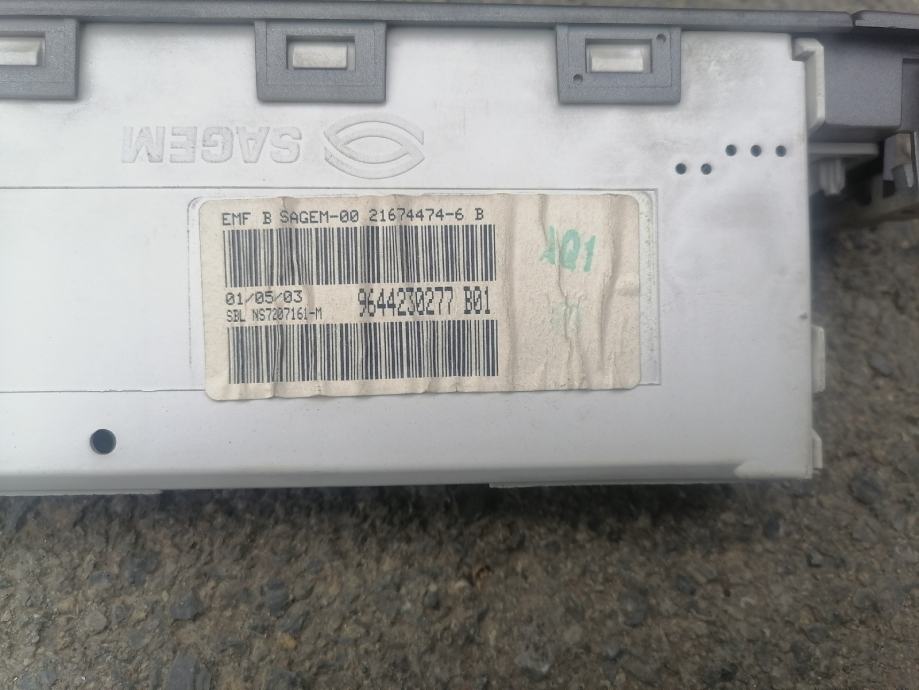 SAGEM
EMF B SAGEM-00 21674474-6 B
AQ1
01/05/03 9644230277 B01
SBL NS7207161-M